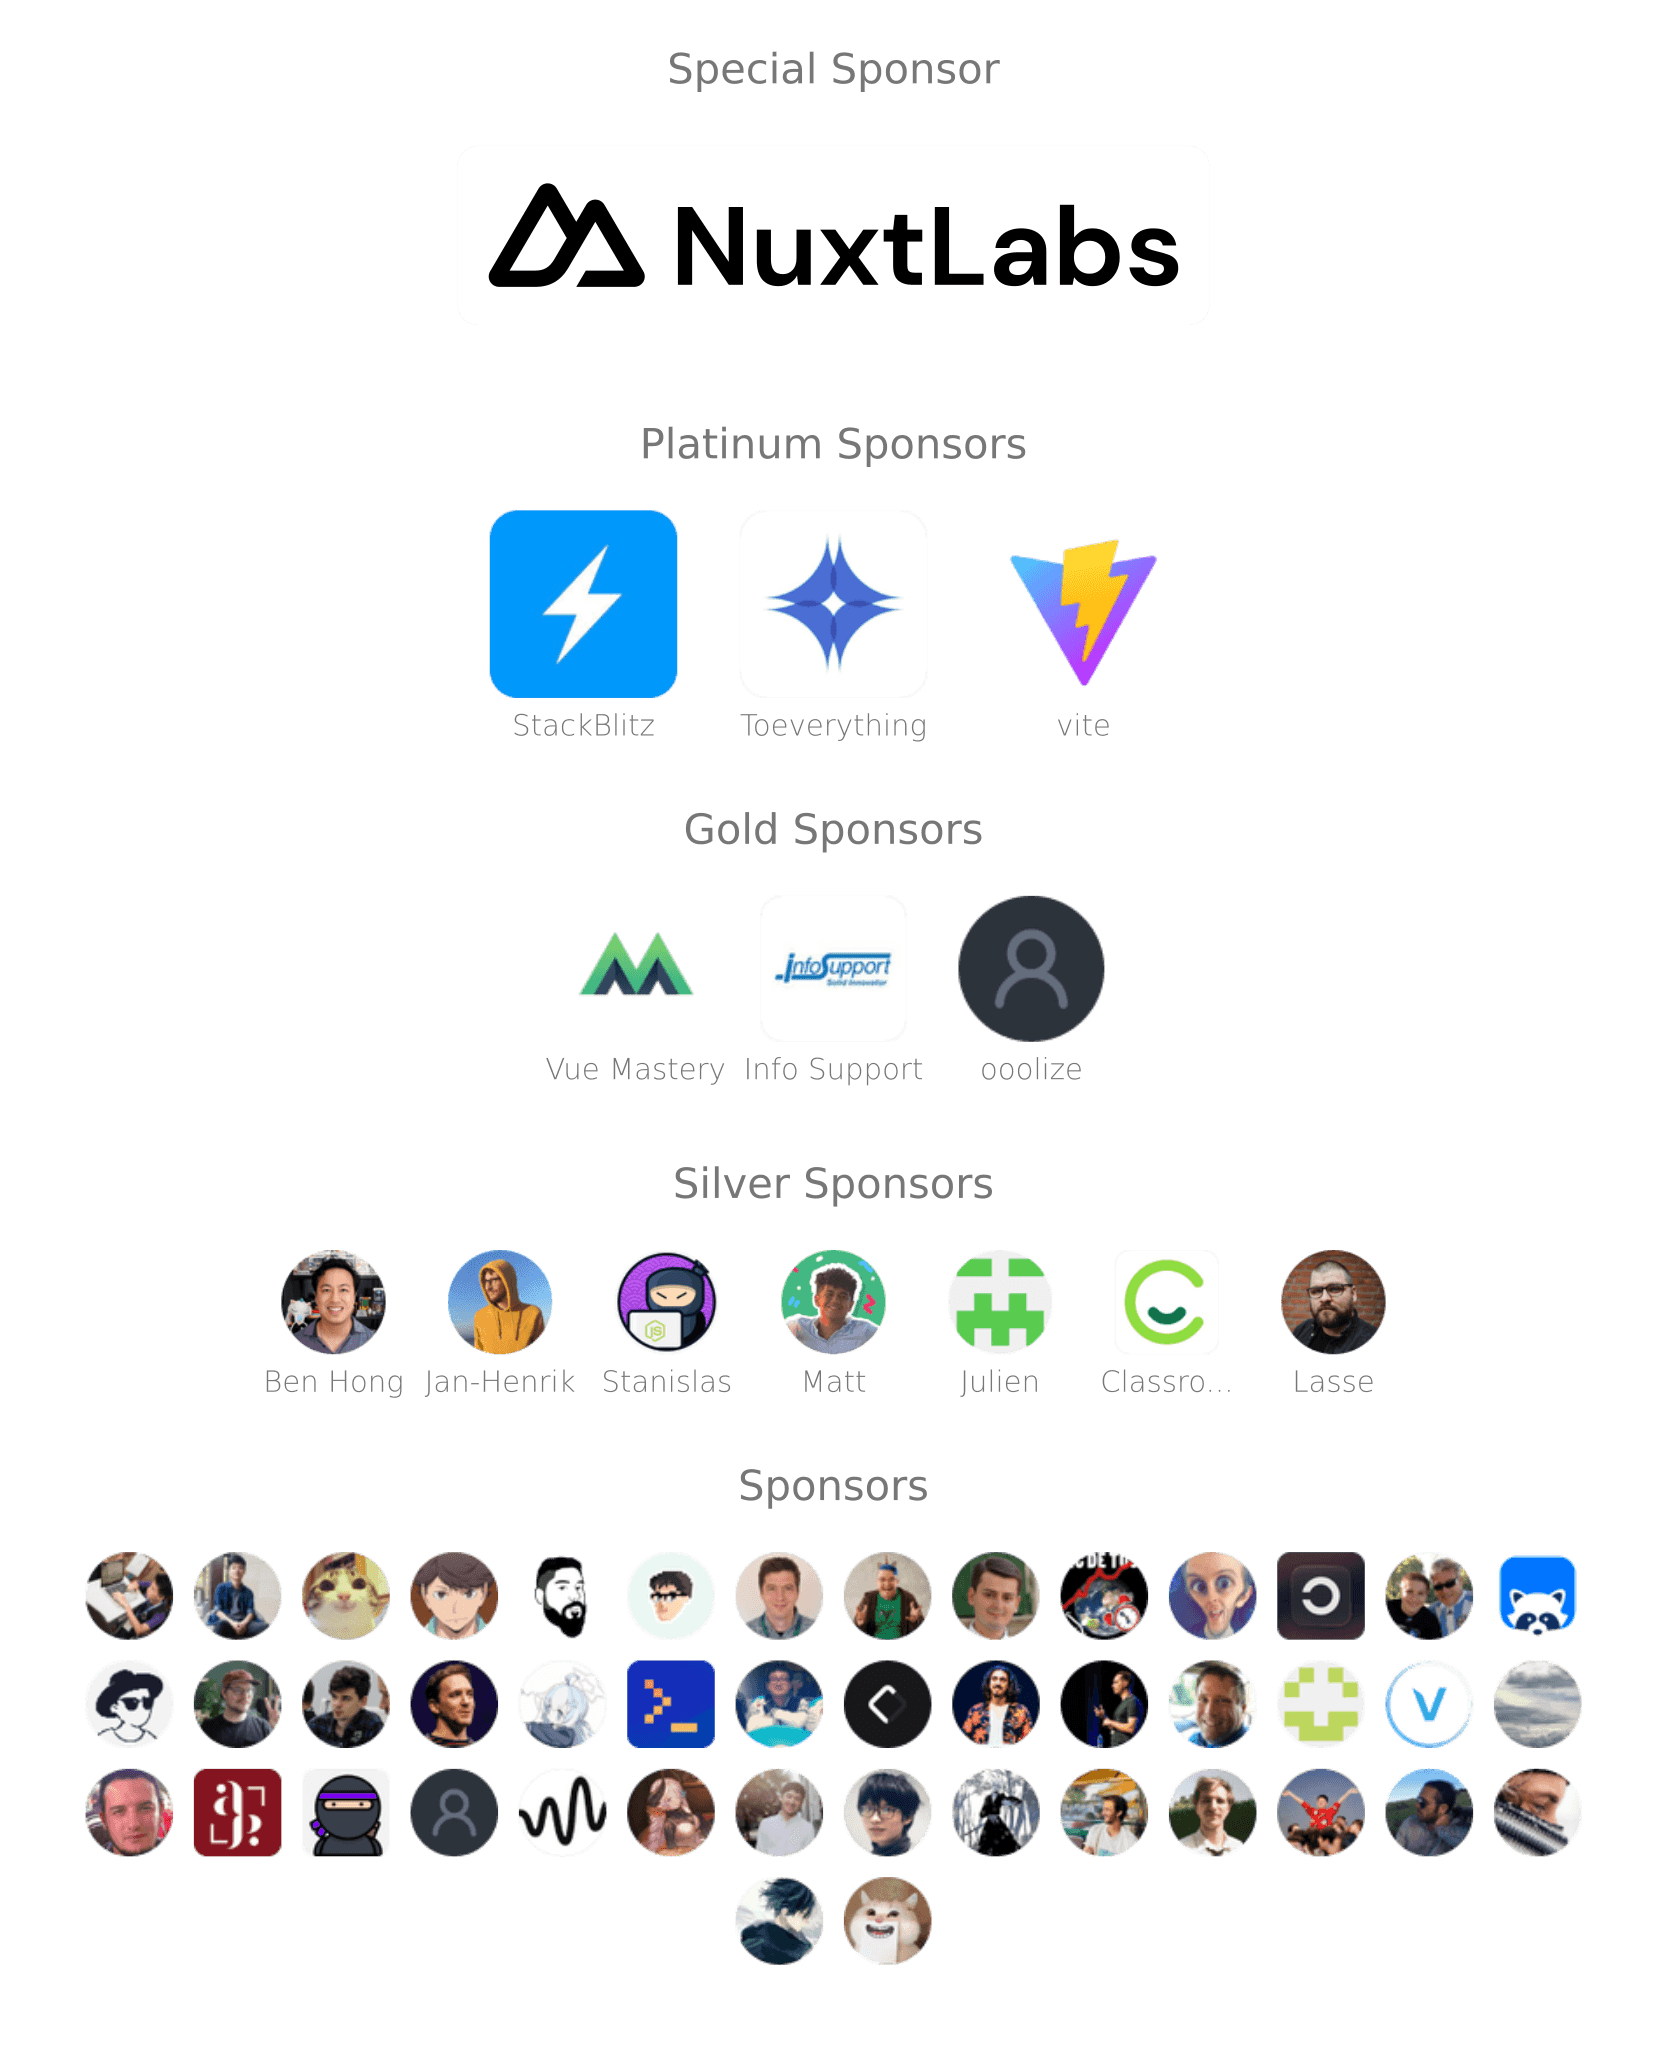 Special Sponsor
NuxtLabs
Platinum Sponsors
StackBlitz
Toeverything
vite
Gold Sponsors
infoSupport
Vue Mastery
Info Support
ooolize
Silver Sponsors
JS
Ben Hong
Jan-Henrik
Stanislas
Matt
Julien
Classro...
Lasse
Sponsors
V